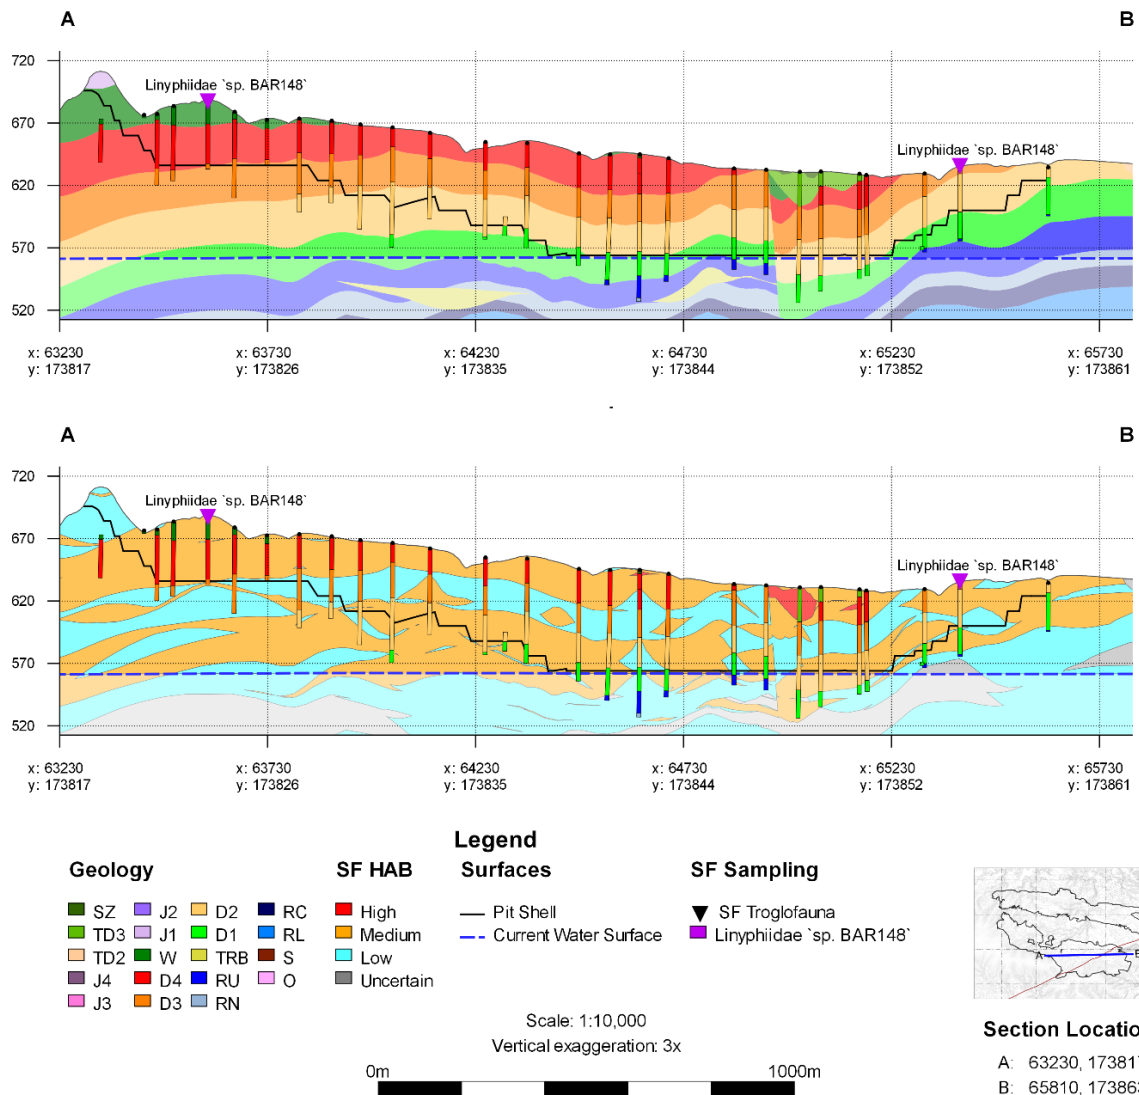 A B
720
Linyphiidae `sp. BAR148`
670
Linyphiidae `sp. BAR148`
620
570
520
x: 63230 x: 63730 x: 64230 x: 64730 x: 65230 x: 65730
y: 173817 y: 173826 y: 173835 y: 173844 y: 173852 y: 173861
-
A B
720
Linyphiidae `sp. BAR148`
670
Linyphiidae `sp. BAR148`
620
570
520
x: 63230 x: 63730 x: 64230 x: 64730 x: 65230 x: 65730
y: 173817 y: 173826 y: 173835 y: 173844 y: 173852 y: 173861
Legend
Geology SF HAB Surfaces SF Sampling
SZ J2 D2 RC High Pit Shell SF Troglofauna
TD3 J1 D1 RL Medium Current Water Surface Linyphiidae `sp. BAR148`
TD2 W TRB S Low
J4 D4 RU O Uncertain
J3 D3 RN
A B
Scale: 1:10,000
Vertical exaggeration: 3x
0m 1000m
Section Locatio
A: 63230, 173817
B: 65810, 173863